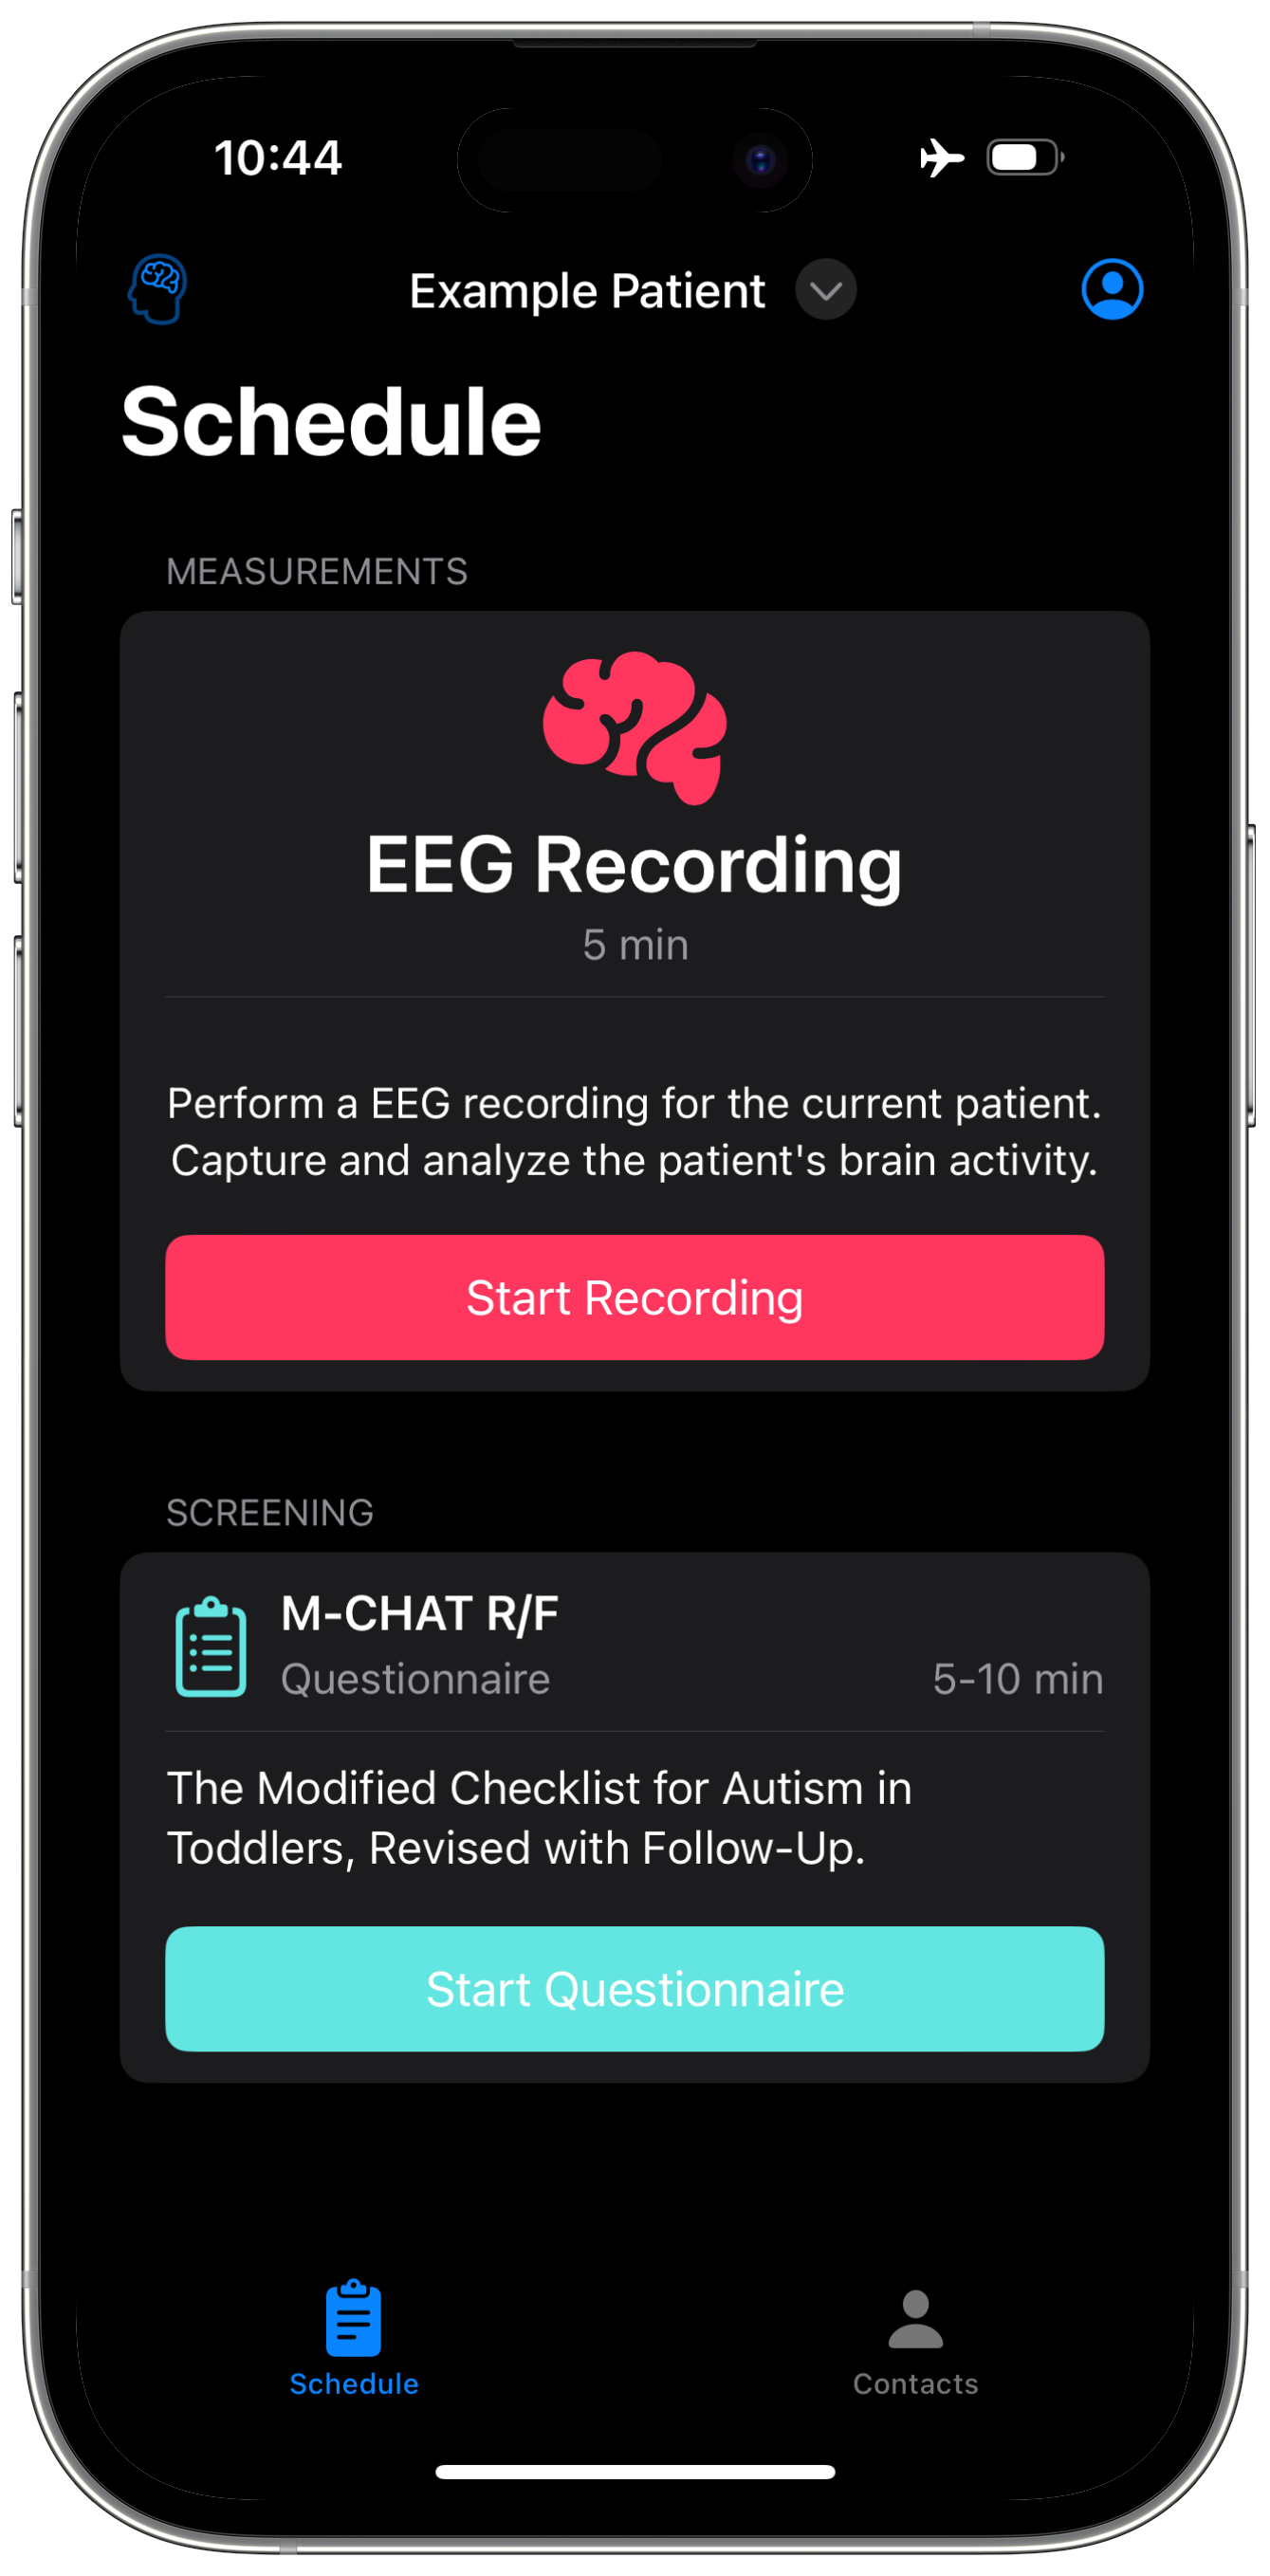 10:44
Example Patient
Schedule
MEASUREMENTS
EEG Recording
5 min
Perform a EEG recording for the current patient.
Capture and analyze the patient's brain activity.
Start Recording
SCREENING
M-CHAT R/F
Questionnaire
5-10 min
The Modified Checklist for Autism in
Toddlers, Revised with Follow-Up.
Start Questionnaire
Schedule
Contacts